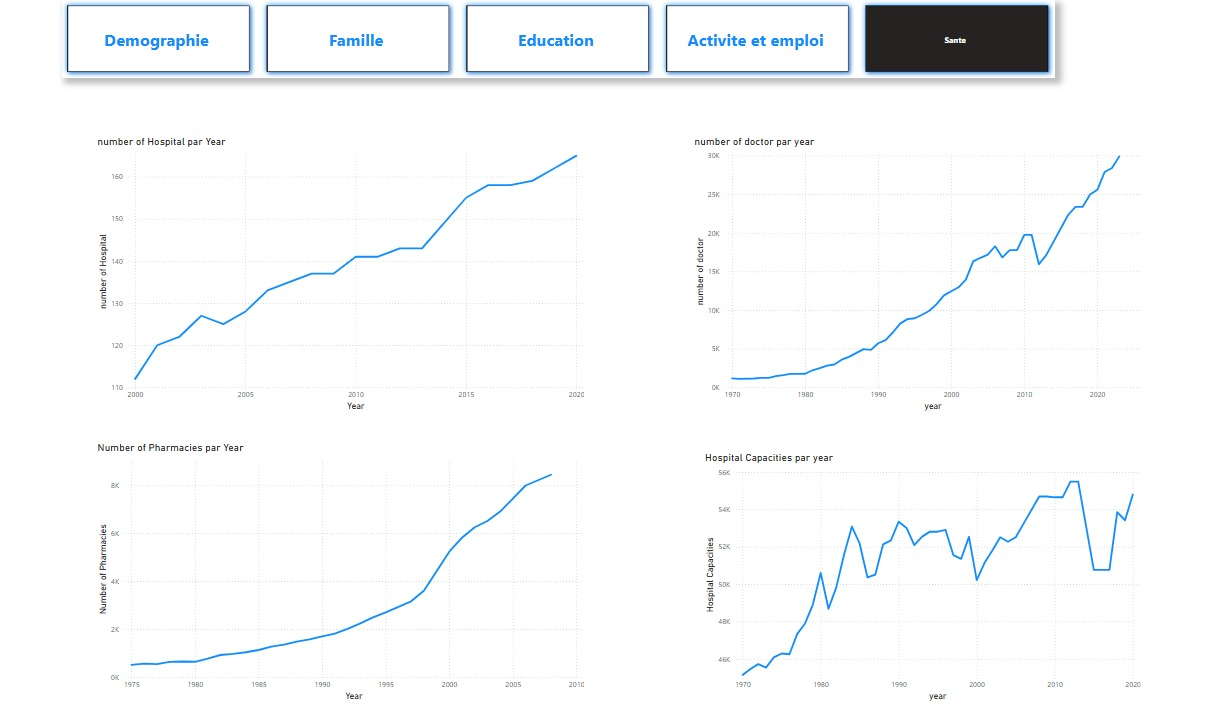 Demographie
Famille
Education
Activite et emploi
Sante
number of Hospital par Year
number of Hospital
160
150
140
130
120
110
2000
2005
2010
2015
2020
Year
number of doctor par year
number of doctor
30K
25K
20K
15K
10K
5K
0K
1970
1980
1990
2000
2010
2020
year
Number of Pharmacies par Year
Number of Pharmacies
8K
6K
4K
2K
0K
1975
1980
1985
1990
1995
2000
2005
2010
Year
Hospital Capacities par year
Hospital Capacities
56K
54K
52K
50K
48K
46K
1970
1980
1990
2000
2010
2020
year